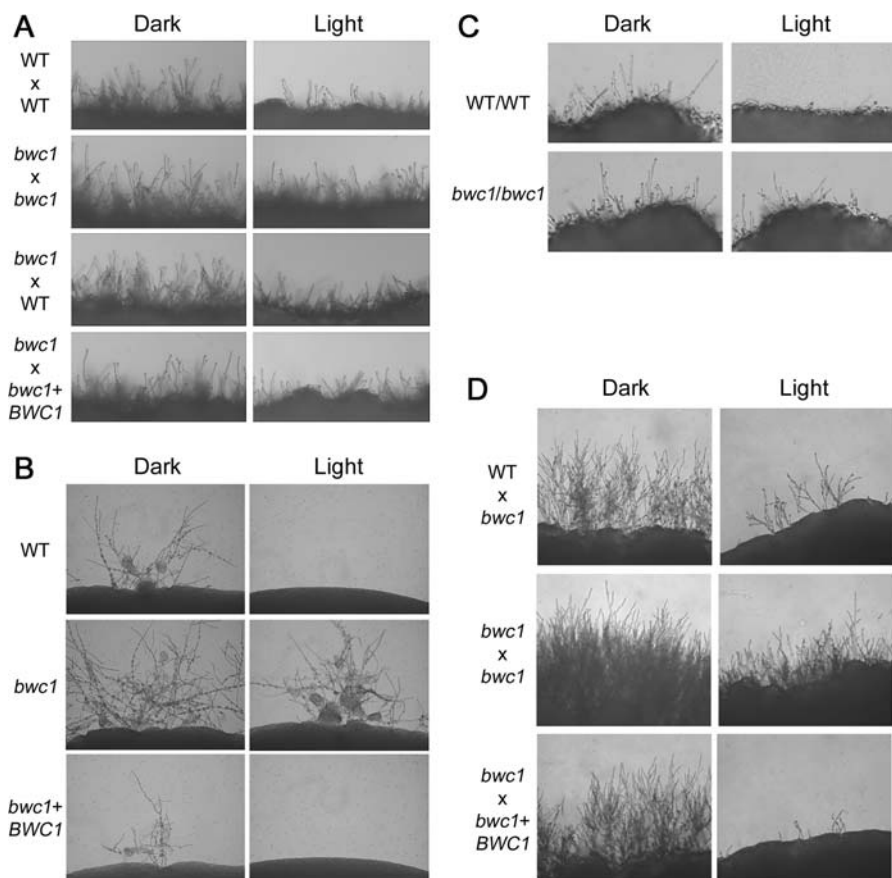 A
Dark Light
WT
x
WT
bwc1
x
bwc1
bwc1
x
WT
bwc1
x
bwc1+
BWC1
B
Dark Light
WT
bwc1
bwc1+
BWC1
C
Dark Light
WT/WT
bwc1/bwc1
D
Dark Light
WT
x
bwc1
bwc1
x
bwc1
bwc1
x
bwc1+
BWC1